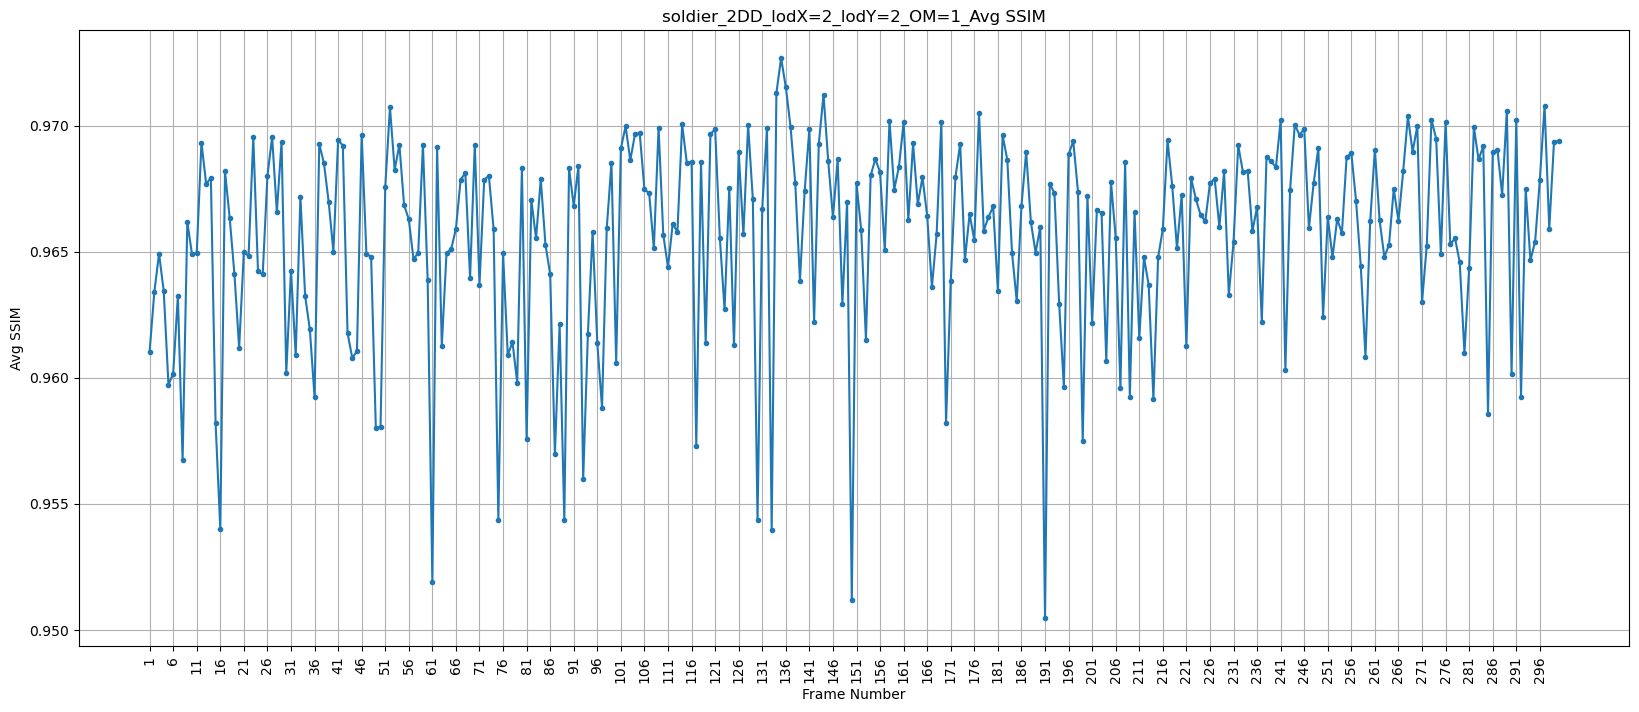 soldier_2DD_lodX=2_lodY=2_OM=1_Avg SSIM
0.970
0.965
0.960
0.955
0.950
Avg SSIM
1 6 11 16 21 26 31 36 41 46 51 56 61 66 71 76 81 86 91 96 101 106 111 116 121 126 131 136 141 146 151 156 161 166 171 176 181 186 191 196 201 206 211 216 221 226 231 236 241 246 251 256 261 266 271 276 281 286 291 296
Frame Number